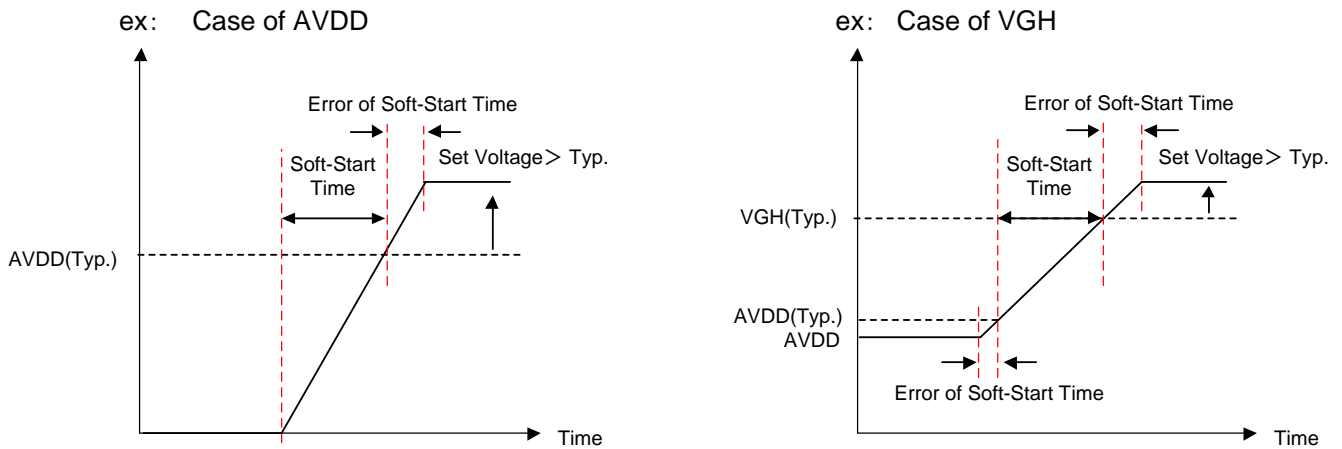 ex: Case of AVDD
Error of Soft-Start Time
Soft-Start
Time
Set Voltage＞ Typ.
AVDD(Typ.)
Time
ex: Case of VGH
Error of Soft-Start Time
Soft-Start
Time
Set Voltage＞ Typ.
VGH(Typ.)
AVDD(Typ.)
AVDD
Error of Soft-Start Time
Time